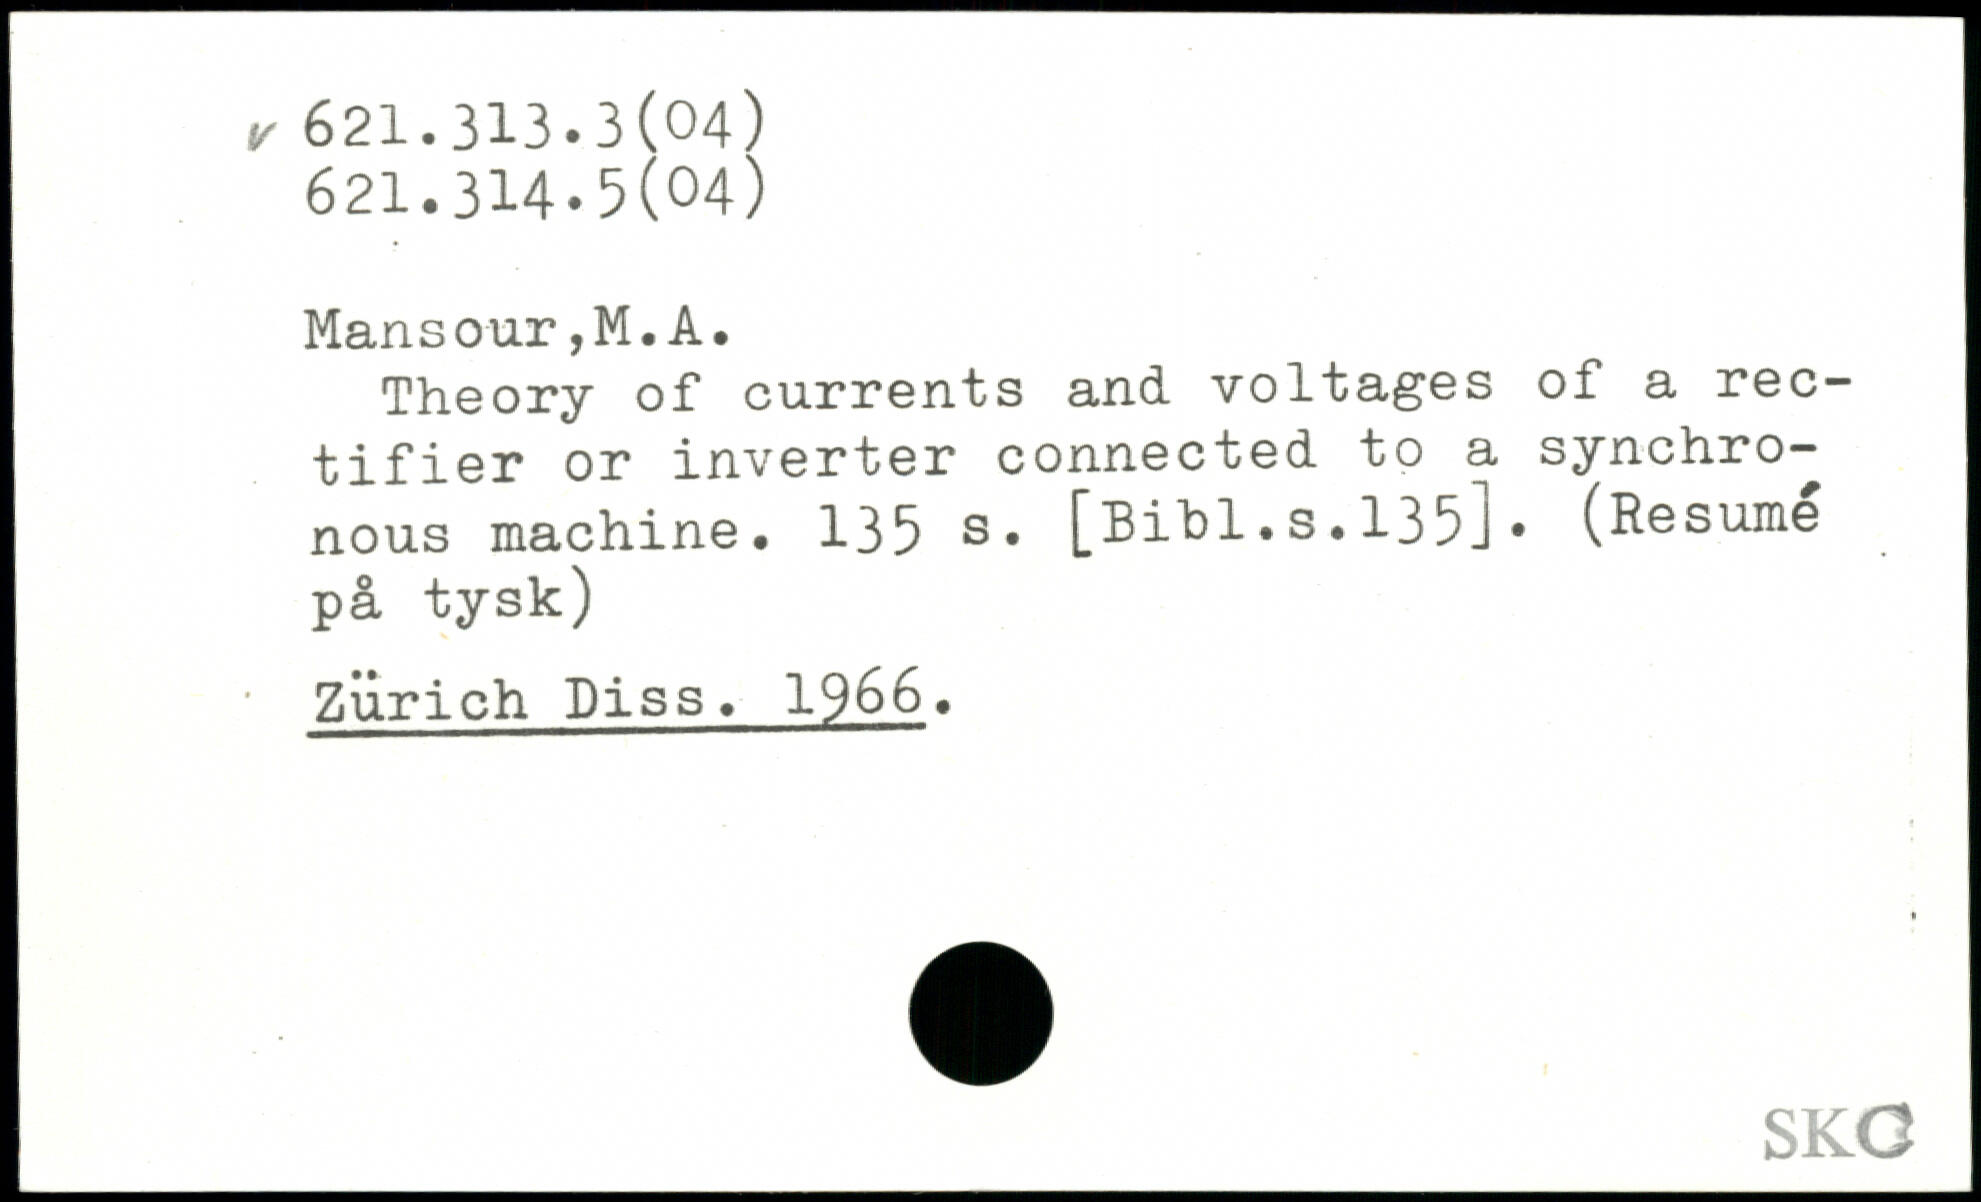 v 621.313.3(04)
621.314.5(04)
Mansour,M.A.
Theory of currents and voltages of a rec-
tifier or inverter connected to a synchro-
nous machine. 135 s. [Bibl.s.135]. (Resumé
på tysk)
Zürich Diss. 1966.
SKC